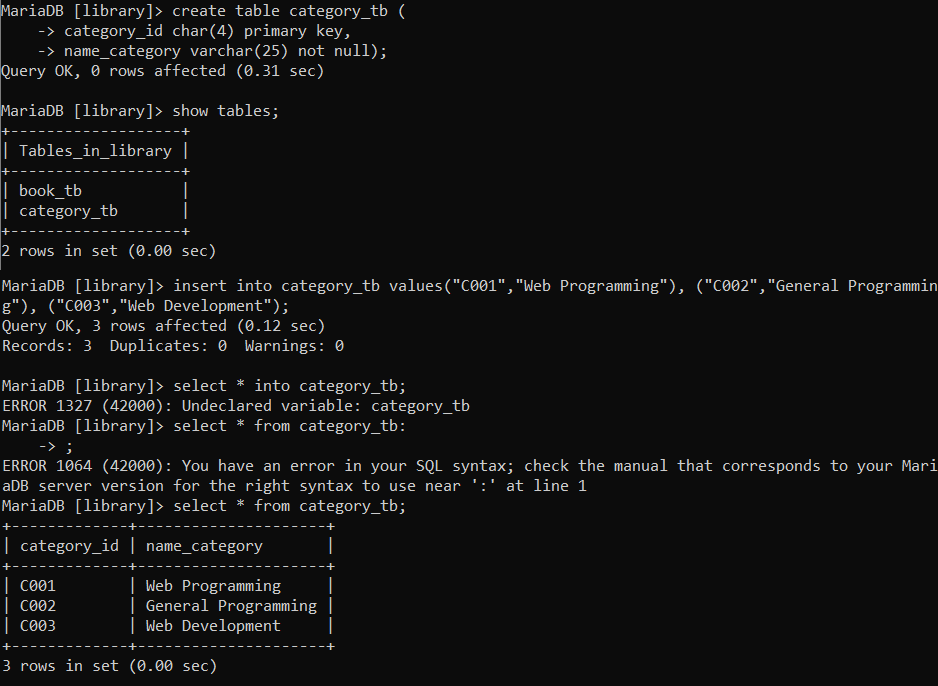 MariaDB [library]> create table category_tb (
    -> category_id char(4) primary key,
    -> name_category varchar(25) not null);
Query OK, 0 rows affected (0.31 sec)

MariaDB [library]> show tables;
+-------------------+
| Tables_in_library |
+-------------------+
| book_tb           |
| category_tb       |
+-------------------+
2 rows in set (0.00 sec)

MariaDB [library]> insert into category_tb values("C001","Web Programming"), ("C002","General Programmin
g"), ("C003","Web Development");
Query OK, 3 rows affected (0.12 sec)
Records: 3  Duplicates: 0  Warnings: 0

MariaDB [library]> select * into category_tb;
ERROR 1327 (42000): Undeclared variable: category_tb
MariaDB [library]> select * from category_tb:
    -> ;
ERROR 1064 (42000): You have an error in your SQL syntax; check the manual that corresponds to your Mari
aDB server version for the right syntax to use near ':' at line 1
MariaDB [library]> select * from category_tb;
+-------------+---------------------+
| category_id | name_category       |
+-------------+---------------------+
| C001        | Web Programming     |
| C002        | General Programming |
| C003        | Web Development     |
+-------------+---------------------+
3 rows in set (0.00 sec)